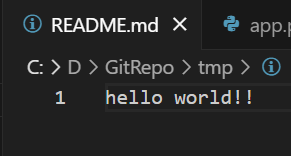 README.md
app.p
C: > D > GitRepo > tmp >
1 hello world!!